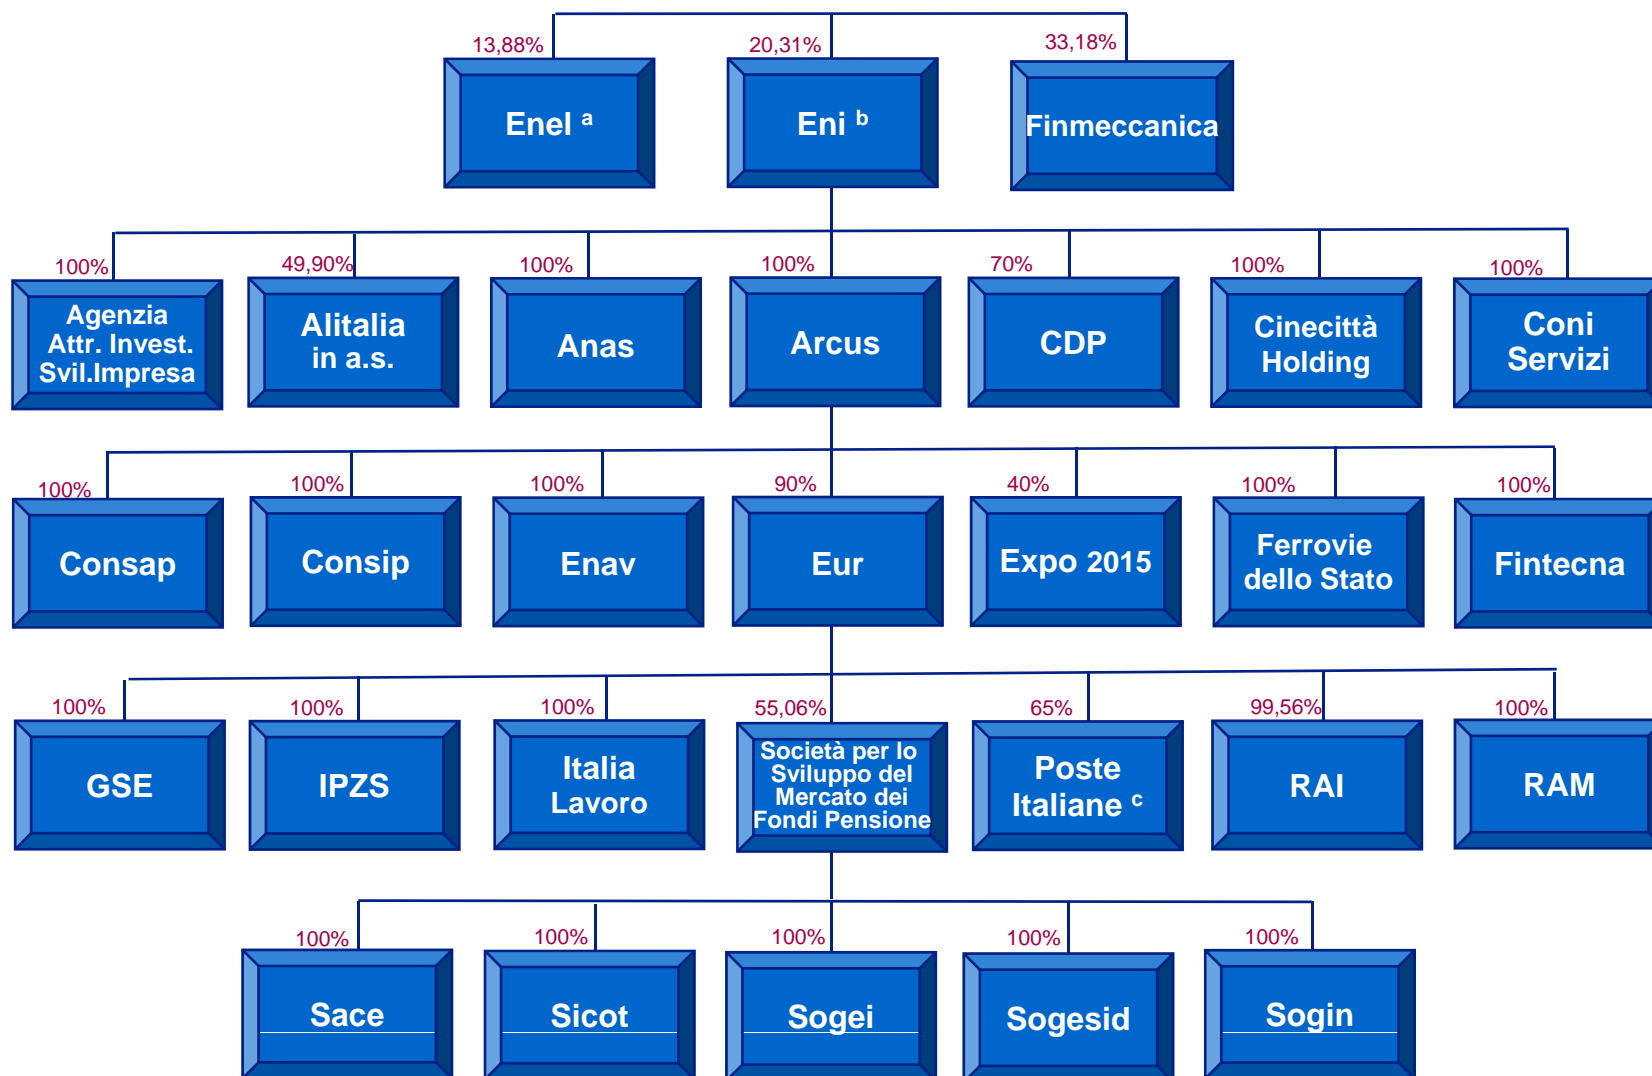 13,88%
20,31%
33,18%
Enel a
Eni b
Finmeccanica
100%
49,90%
100%
100%
70%
100%
100%
Agenzia
Attr. Invest.
Svil.Impresa
Alitalia
in a.s.
Anas
Arcus
CDP
Cinecittà
Holding
Coni
Servizi
100%
100%
100%
90%
40%
100%
100%
Consap
Consip
Enav
Eur
Expo 2015
Ferrovie
dello Stato
Fintecna
100%
100%
100%
55,06%
65%
99,56%
100%
GSE
IPZS
Italia
Lavoro
Società per lo
Sviluppo del
Mercato dei
Fondi Pensione
Poste
Italiane c
RAI
RAM
100%
100%
100%
100%
100%
Sace
Sicot
Sogei
Sogesid
Sogin